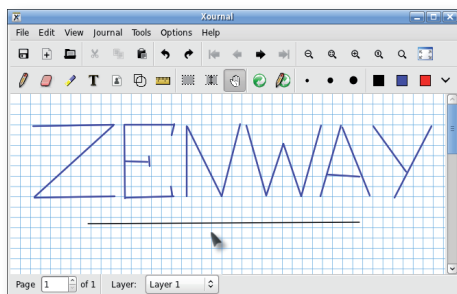 Xournal
File Edit View Journal Tools Options Help
T
ZENWAY
Page 1 of 1 Layer: Layer 1